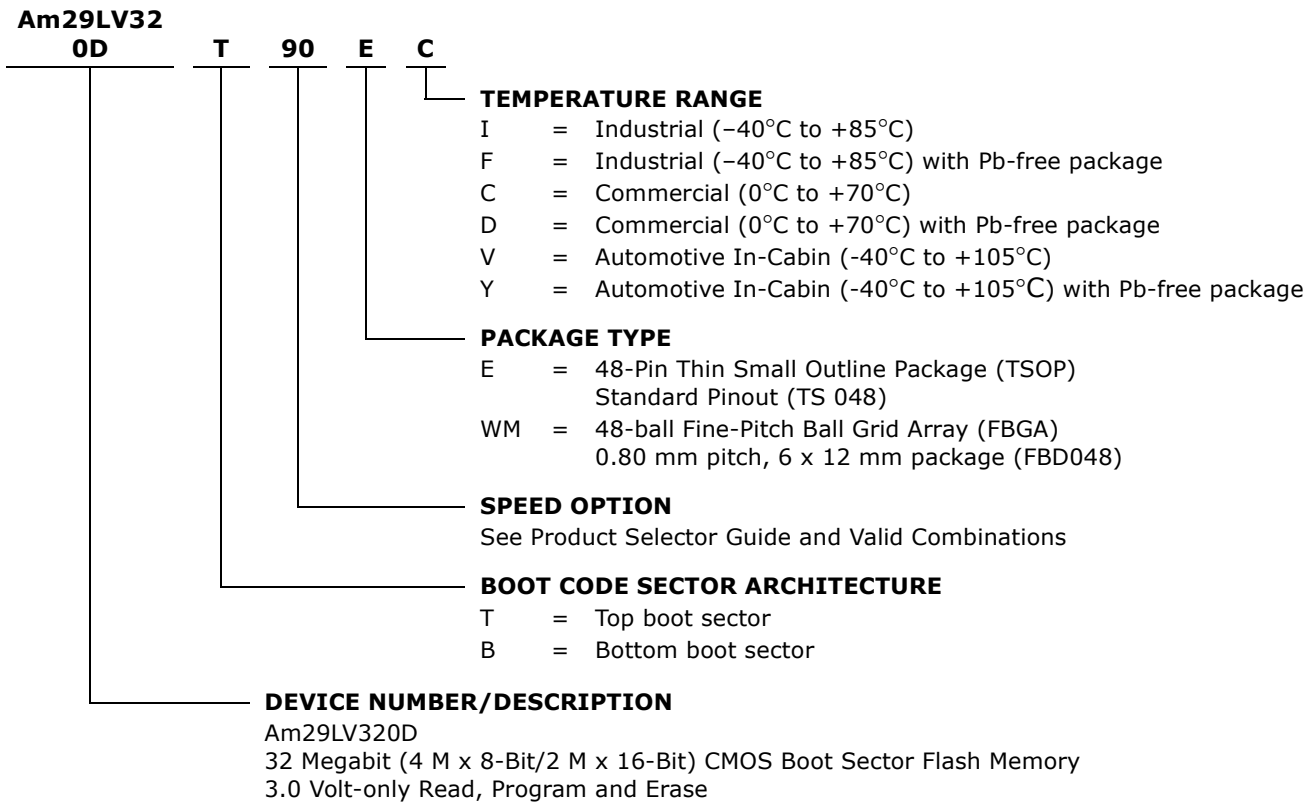 Am29LV32
0D T 90 E C
TEMPERATURE RANGE
I = Industrial (–40°C to +85°C)
F = Industrial (–40°C to +85°C) with Pb-free package
C = Commercial (0°C to +70°C)
D = Commercial (0°C to +70°C) with Pb-free package
V = Automotive In-Cabin (-40°C to +105°C)
Y = Automotive In-Cabin (-40°C to +105°C) with Pb-free package
PACKAGE TYPE
E = 48-Pin Thin Small Outline Package (TSOP)
Standard Pinout (TS 048)
WM = 48-ball Fine-Pitch Ball Grid Array (FBGA)
0.80 mm pitch, 6 x 12 mm package (FBD048)
SPEED OPTION
See Product Selector Guide and Valid Combinations
BOOT CODE SECTOR ARCHITECTURE
T = Top boot sector
B = Bottom boot sector
DEVICE NUMBER/DESCRIPTION
Am29LV320D
32 Megabit (4 M x 8-Bit/2 M x 16-Bit) CMOS Boot Sector Flash Memory
3.0 Volt-only Read, Program and Erase